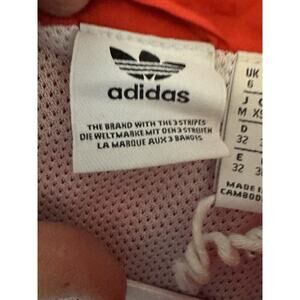 adidas
THE BRAND WITH THE 3 STRIPES
DIE WELTMARKE MIT DEN 3 STREIFEN
LA MARQUE AUX 3 BANDES
UK
6
J
M XS
D
32
E
32
MADE
CAMBOD